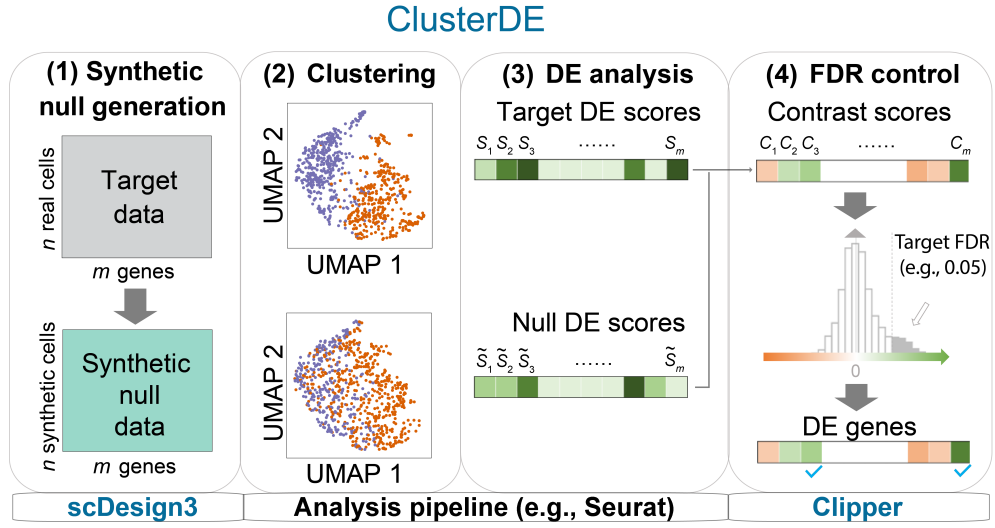 ClusterDE
(1) Synthetic
null generation
n real cells
Target
data
m genes
n synthetic cells
Synthetic
null
data
m genes
scDesign3
(2) Clustering
UMAP 2
UMAP 1
UMAP 2
UMAP 1
(3) DE analysis
Target DE scores
S1 S2 S3 ...... Sm
Null DE scores
S̃1 S̃2 S̃3 ...... S̃m
Analysis pipeline (e.g., Seurat)
(4) FDR control
Contrast scores
C1 C2 C3 ...... Cm
Target FDR
(e.g., 0.05)
0
DE genes
Clipper